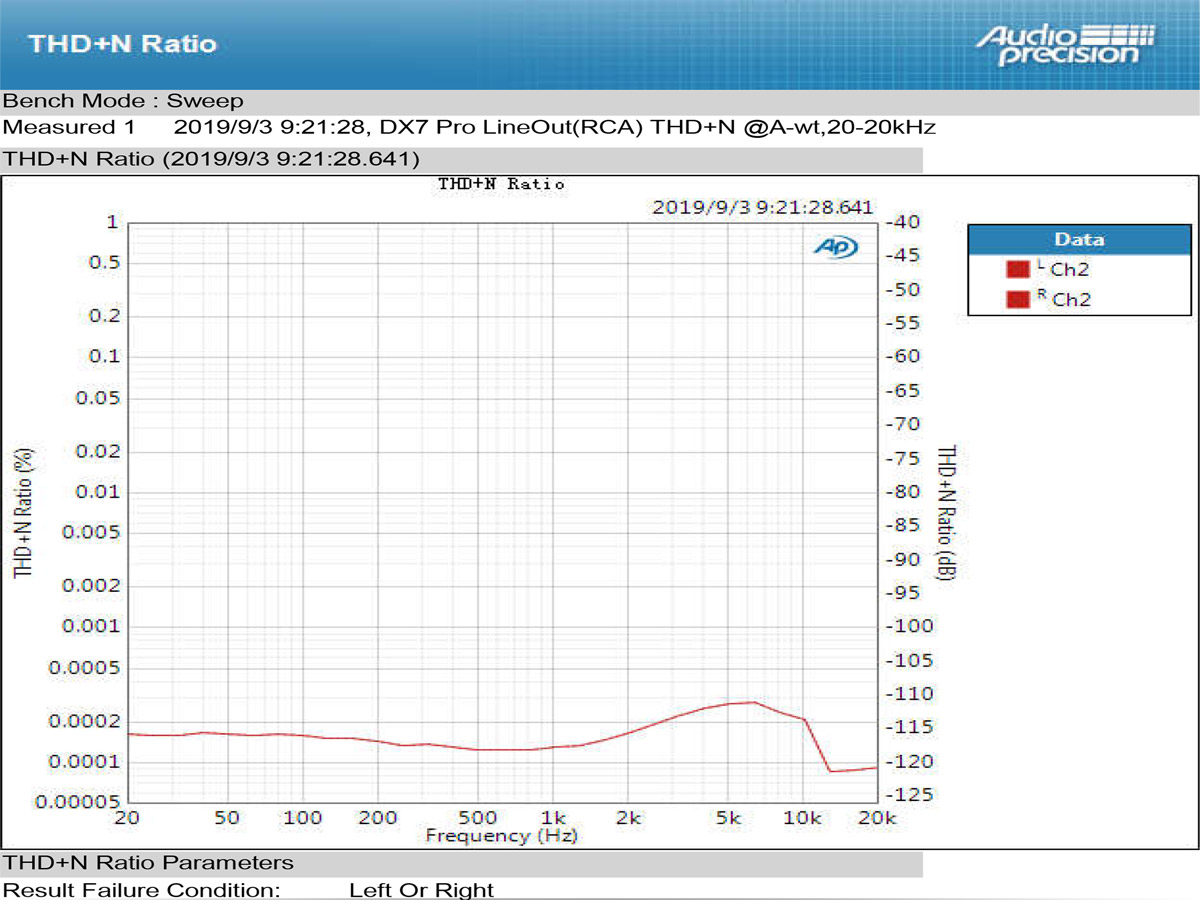 THD+N Ratio
Audio precision
Bench Mode : Sweep
Measured 1 2019/9/3 9:21:28, DX7 Pro LineOut(RCA) THD+N @A-wt,20-20kHz
THD+N Ratio (2019/9/3 9:21:28.641)
THD+N Ratio
2019/9/3 9:21:28.641
1
0.5
0.2
0.1
0.05
0.02
0.01
0.005
0.002
0.001
0.0005
0.0002
0.0001
0.00005
THD+N Ratio (%)
AP
-40
-45
-50
-55
-60
-65
-70
-75
-80
-85
-90
-95
-100
-105
-110
-115
-120
-125
THD+N Ratio (dB)
Data
L Ch2
R Ch2
20 50 100 200 500 1k 2k 5k 10k 20k
Frequency (Hz)
THD+N Ratio Parameters
Result Failure Condition: Left Or Right